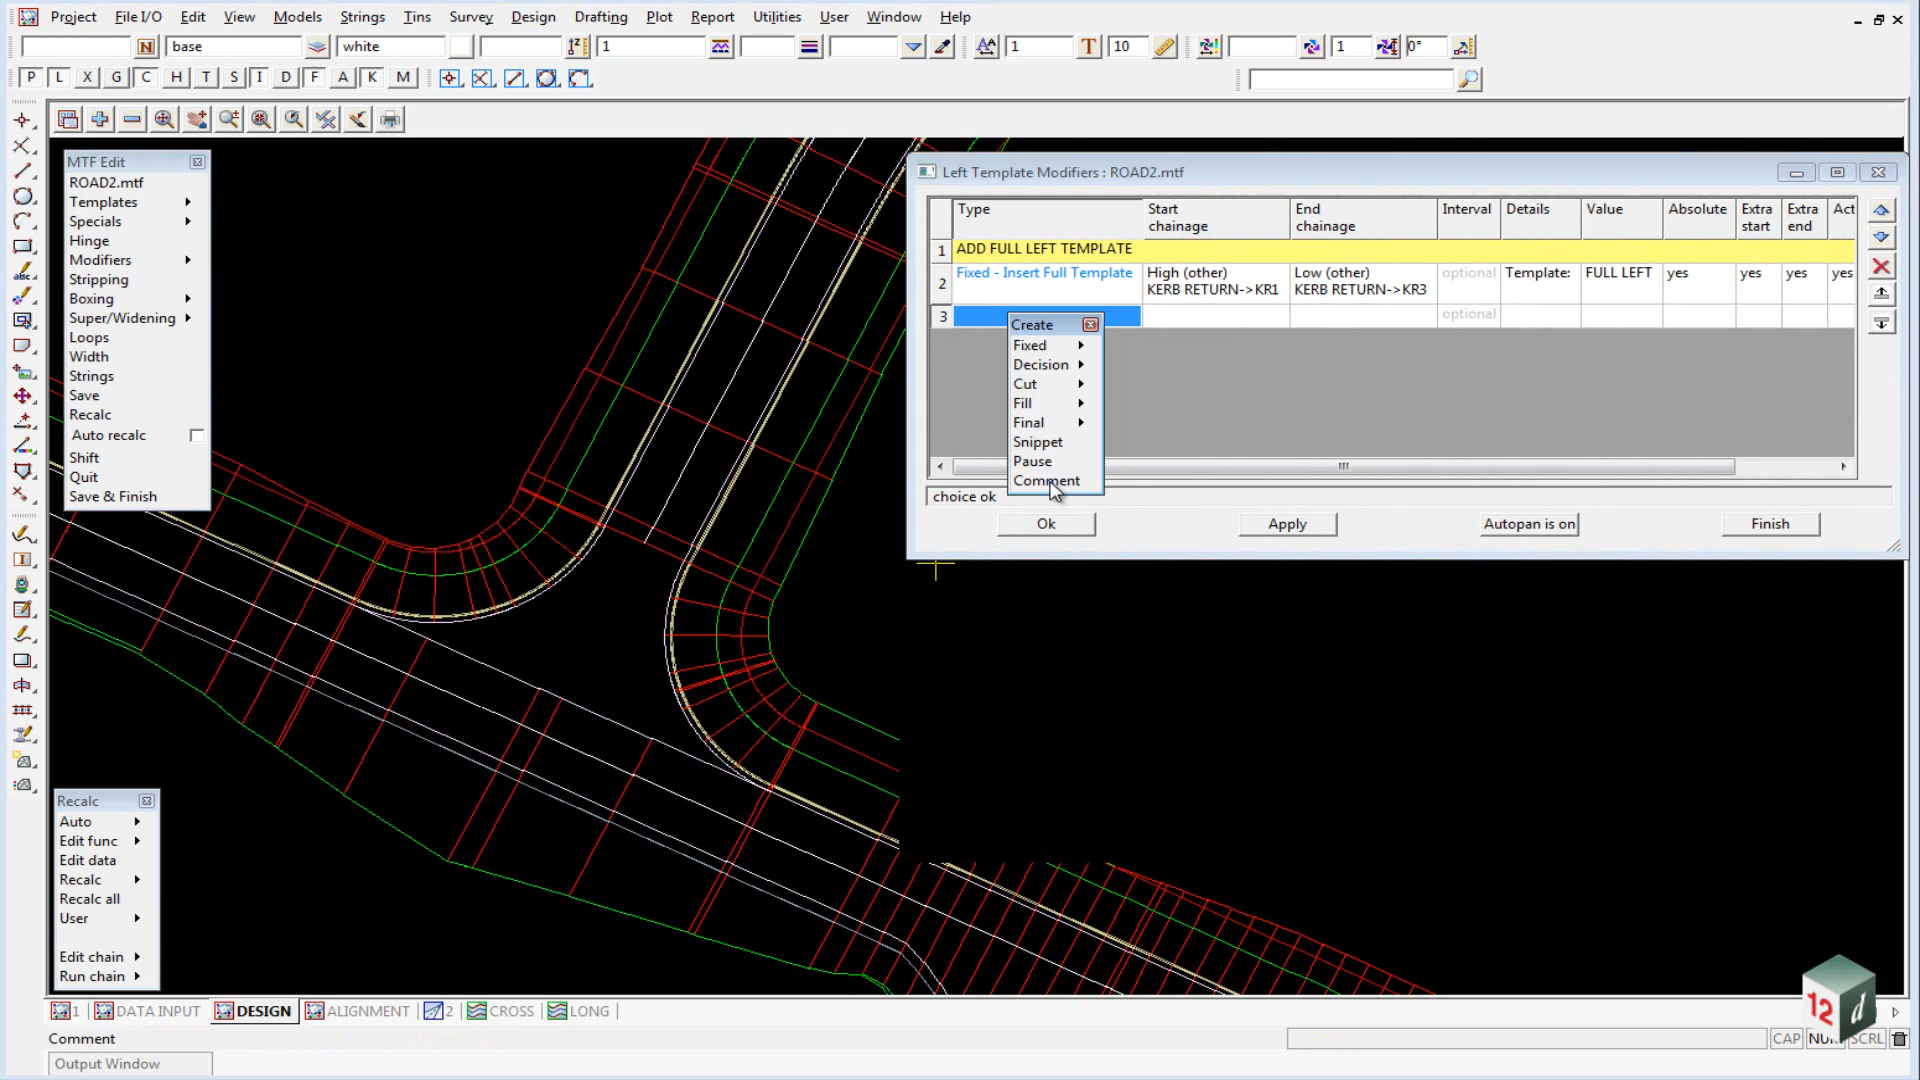 Project File I/O Edit View Models Strings Tins Survey Design Drafting Plot Report Utilities User Window Help
N base white 1 T 1 10 1 0°
P L X G C H T S I D F A K M
MTF Edit
ROAD2.mtf
Templates
Specials
Hinge
Modifiers
Stripping
Boxing
Super/Widening
Loops
Width
Strings
Save
Recalc
Auto recalc
Shift
Quit
Save & Finish
Left Template Modifiers : ROAD2.mtf
Type Start chainage End chainage Interval Details Value Absolute Extra start Extra end Act
1 ADD FULL LEFT TEMPLATE
2 Fixed - Insert Full Template High (other) Low (other) optional Template: FULL LEFT yes yes yes yes
KERB RETURN->KR1 KERB RETURN->KR3
3 optional
Create
Fixed
Decision
Cut
Fill
Final
Snippet
Pause
Comment
choice ok
Ok Apply Autopan is on Finish
Recalc
Auto
Edit func
Edit data
Recalc
Recalc all
User
Edit chain
Run chain
12 d
1 DATA INPUT DESIGN ALIGNMENT 2 CROSS LONG
Comment CAP NUM SCRL
Output Window